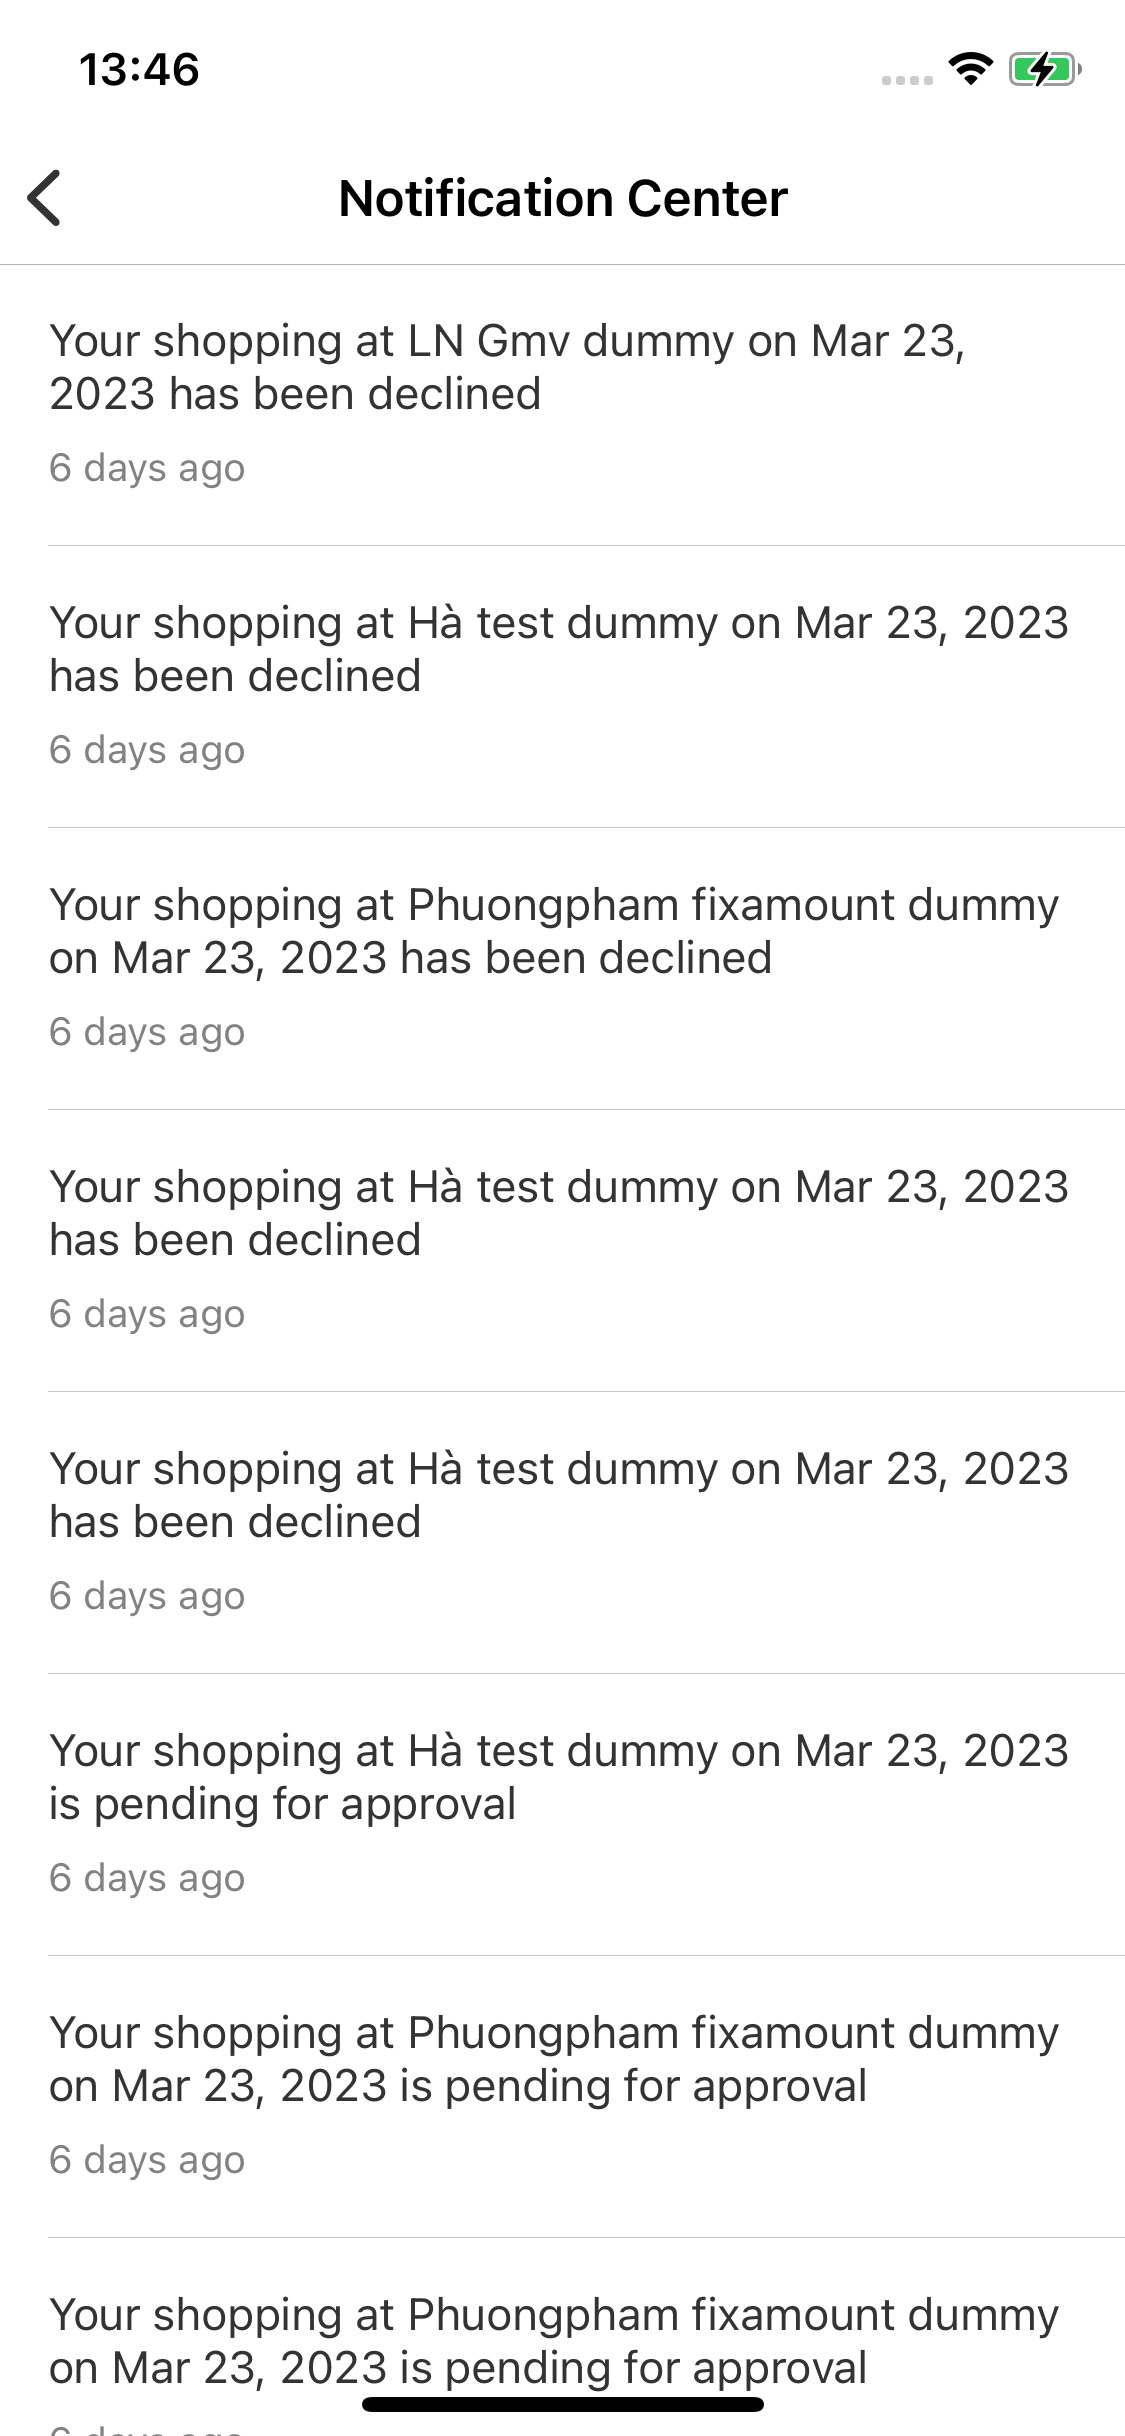 13:46
Notification Center
Your shopping at LN Gmv dummy on Mar 23,
2023 has been declined
6 days ago
Your shopping at Hà test dummy on Mar 23, 2023
has been declined
6 days ago
Your shopping at Phuongpham fixamount dummy
on Mar 23, 2023 has been declined
6 days ago
Your shopping at Hà test dummy on Mar 23, 2023
has been declined
6 days ago
Your shopping at Hà test dummy on Mar 23, 2023
has been declined
6 days ago
Your shopping at Hà test dummy on Mar 23, 2023
is pending for approval
6 days ago
Your shopping at Phuongpham fixamount dummy
on Mar 23, 2023 is pending for approval
6 days ago
Your shopping at Phuongpham fixamount dummy
on Mar 23, 2023 is pending for approval
6 days ago